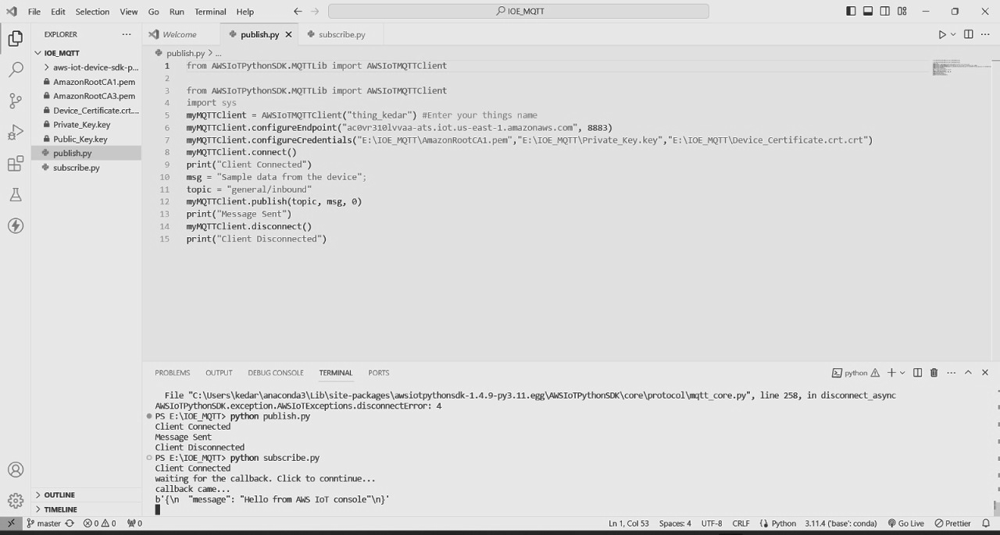 File Edit Selection View Go Run Terminal Help IOE_MQTT
EXPLORER
IOE_MQTT
aws-iot-device-sdk-p...
AmazonRootCA1.pem
AmazonRootCA3.pem
Device_Certificate.crt....
Private_Key.key
Public_Key.key
publish.py
subscribe.py
OUTLINE
TIMELINE
Welcome publish.py subscribe.py
publish.py > ...
1 from AWSIoTPythonSDK.MQTTLib import AWSIoTMQTTClient
2
3 from AWSIoTPythonSDK.MQTTLib import AWSIoTMQTTClient
4 import sys
5 myMQTTClient = AWSIoTMQTTClient("thing_kedar") #Enter your things name
6 myMQTTClient.configureEndpoint("ac0vr310lvvaa-ats.iot.us-east-1.amazonaws.com", 8883)
7 myMQTTClient.configureCredentials("E:\IOE_MQTT\AmazonRootCA1.pem","E:\IOE_MQTT\Private_Key.key","E:\IOE_MQTT\Device_Certificate.crt.crt")
8 myMQTTClient.connect()
9 print("Client Connected")
10 msg = "Sample data from the device";
11 topic = "general/inbound"
12 myMQTTClient.publish(topic, msg, 0)
13 print("Message Sent")
14 myMQTTClient.disconnect()
15 print("Client Disconnected")
PROBLEMS OUTPUT DEBUG CONSOLE TERMINAL PORTS python
File "C:\Users\kedar\anaconda3\Lib\site-packages\awsiotpythonsdk-1.4.9-py3.11.egg\AWSIoTPythonSDK\core\protocol\mqtt_core.py", line 258, in disconnect_async
AWSIoTPythonSDK.exception.AWSIoTExceptions.disconnectError: 4
PS E:\IOE_MQTT> python publish.py
Client Connected
Message Sent
Client Disconnected
PS E:\IOE_MQTT> python subscribe.py
Client Connected
waiting for the callback. Click to conntinue...
callback came...
b'{\n  "message": "Hello from AWS IoT console"\n}'
master 0 0 0 Ln 1, Col 53 Spaces: 4 UTF-8 CRLF Python 3.11.4 ('base': conda) Go Live Prettier